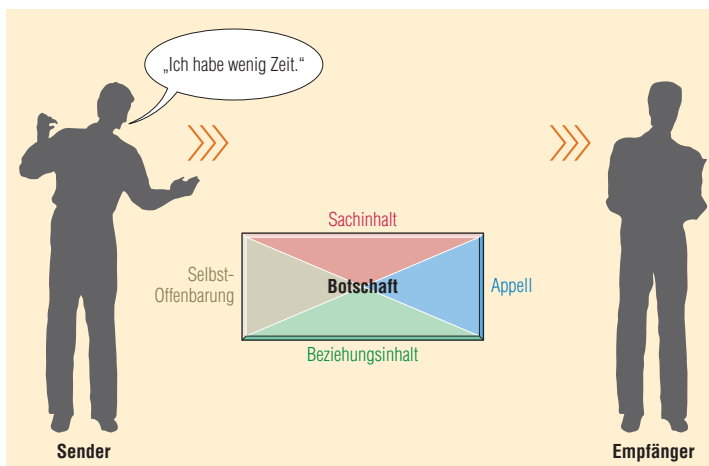 „Ich habe wenig Zeit.“
Sachinhalt
Selbst-
Offenbarung
Botschaft
Appell
Beziehungsinhalt
Sender
Empfänger